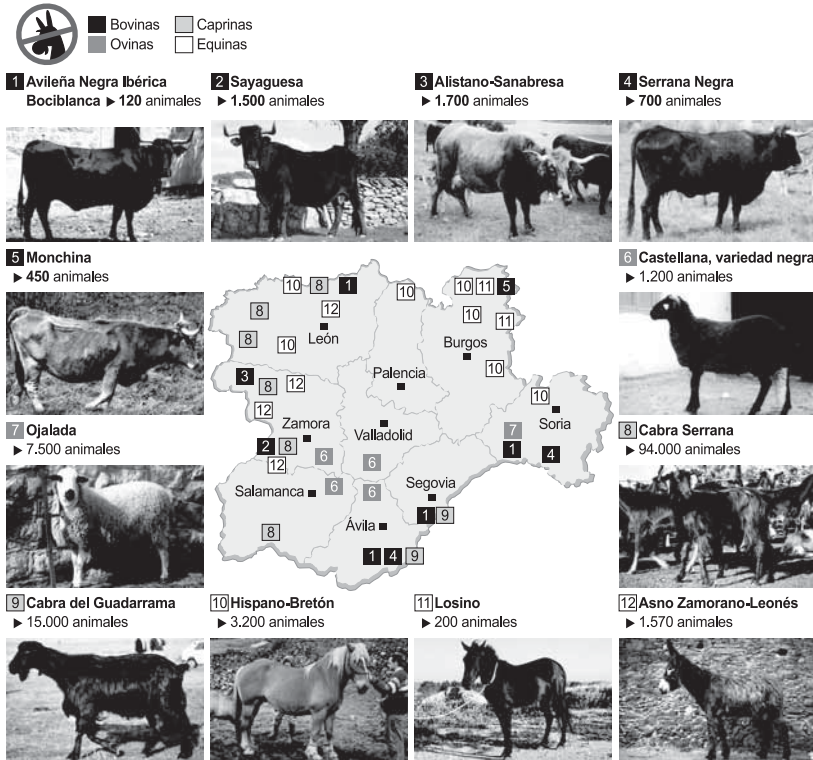 Bovinas
Caprinas
Ovinas
Equinas
1 Avileña Negra Ibérica
Bociblanca ▶ 120 animales
2 Sayaguesa
▶ 1.500 animales
3 Alistano-Sanabresa
▶ 1.700 animales
4 Serrana Negra
▶ 700 animales
5 Monchina
▶ 450 animales
6 Castellana, variedad negra
▶ 1.200 animales
10 8 1 10 10 11 5
8 12 10 11
León
8 10
Burgos
3 8 12
Palencia
10
10
12
Zamora
Valladolid
7
Soria
2 8 6 6 1 4
12
Salamanca
6 6
Segovia
1 9
8
Ávila
1 4 9
7 Ojalada
▶ 7.500 animales
8 Cabra Serrana
▶ 94.000 animales
9 Cabra del Guadarrama
▶ 15.000 animales
10 Hispano-Bretón
▶ 3.200 animales
11 Losino
▶ 200 animales
12 Asno Zamorano-Leonés
▶ 1.570 animales